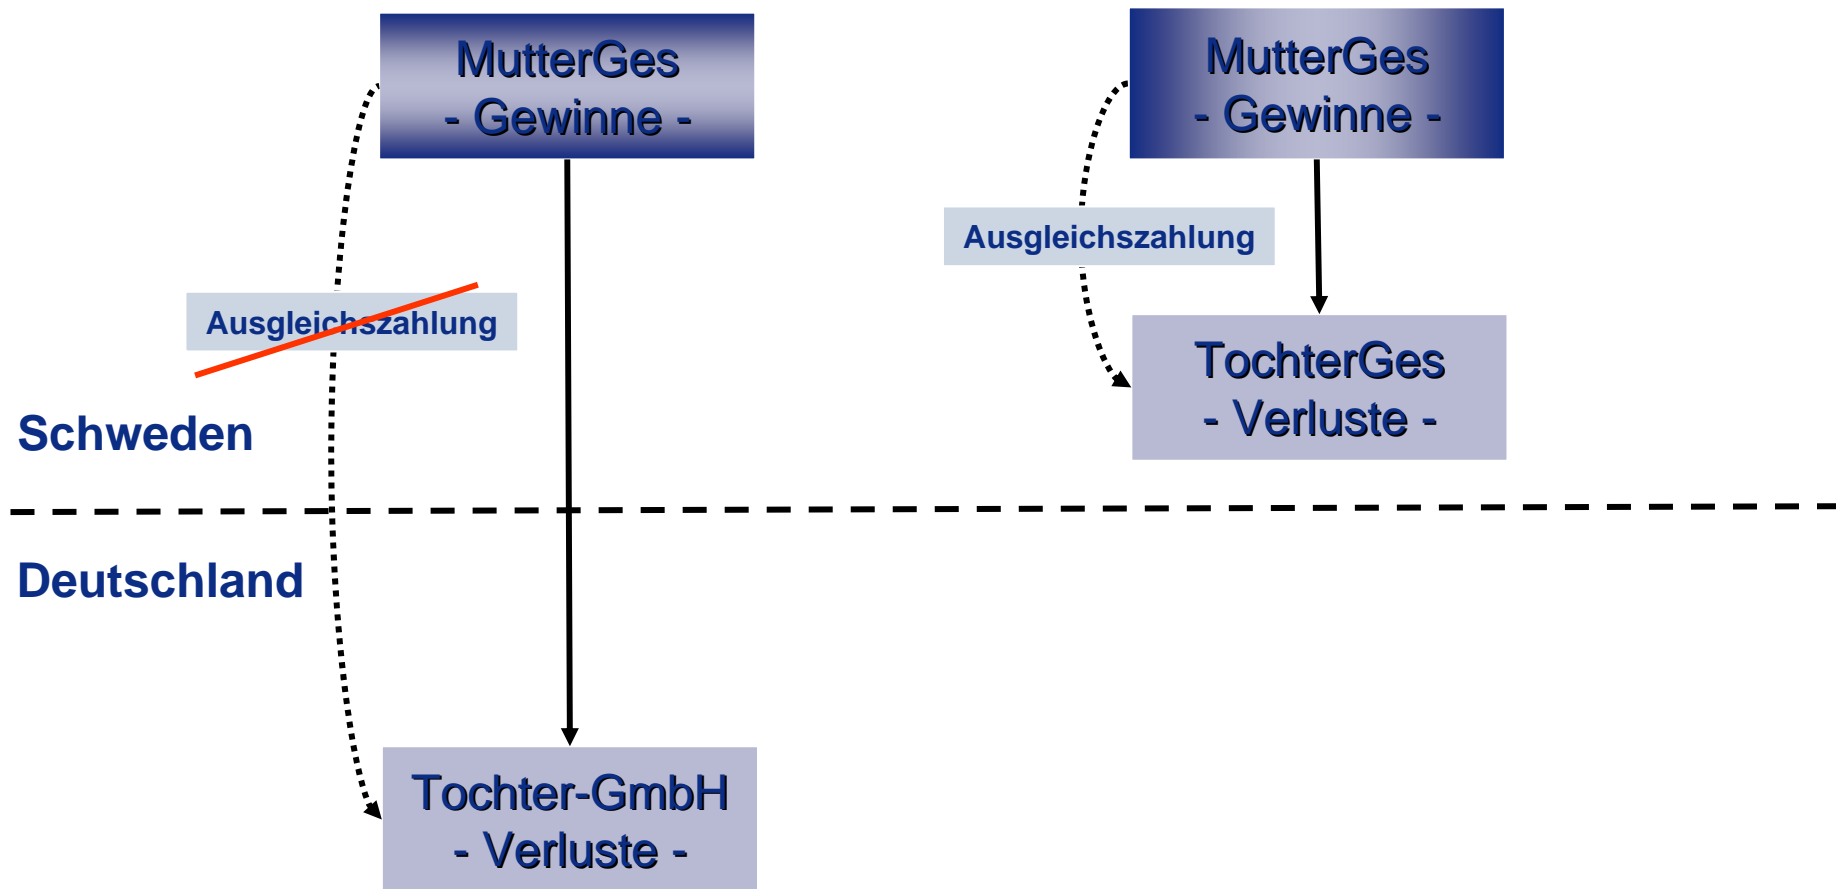 MutterGes
- Gewinne -
MutterGes
- Gewinne -
Ausgleichszahlung
Ausgleichszahlung
TochterGes
- Verluste -
Schweden
Deutschland
Tochter-GmbH
- Verluste -